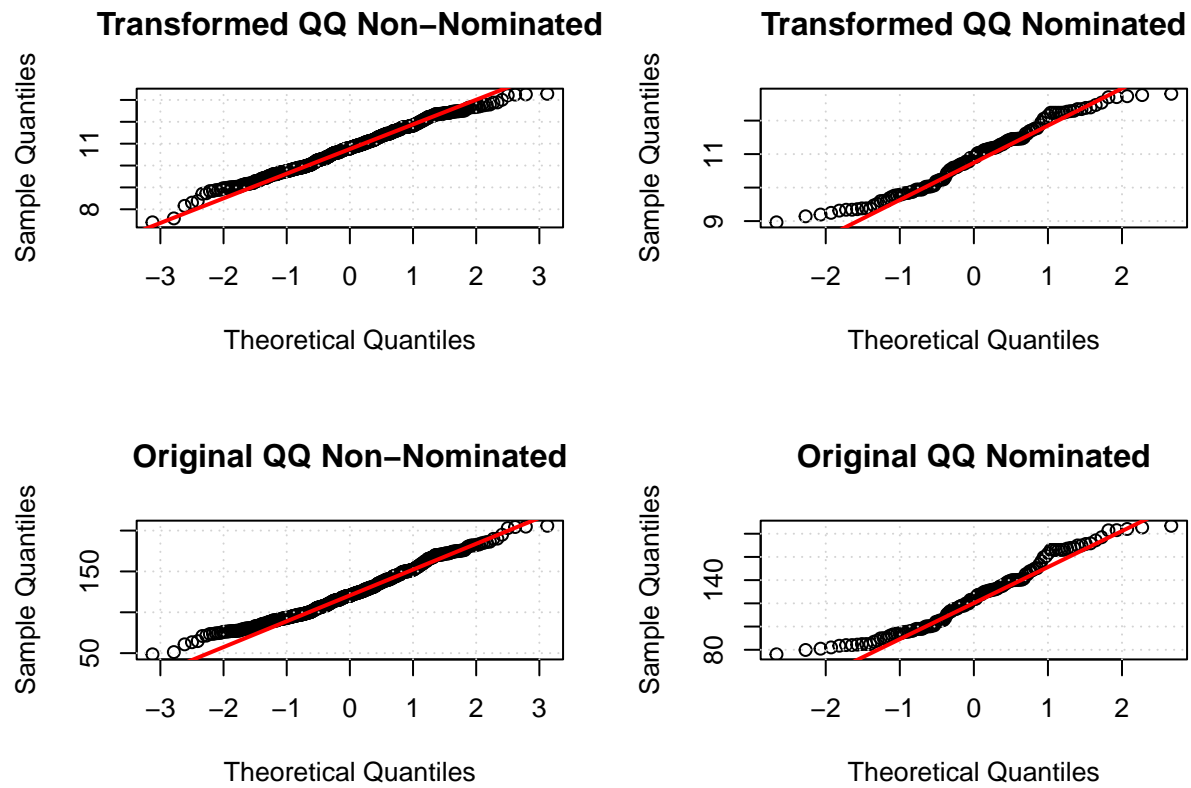 Transformed QQ Non−Nominated
Sample Quantiles
8 11
−3 −2 −1 0 1 2 3
Theoretical Quantiles
Transformed QQ Nominated
Sample Quantiles
9 11
−2 −1 0 1 2
Theoretical Quantiles
Original QQ Non−Nominated
Sample Quantiles
50 150
−3 −2 −1 0 1 2 3
Theoretical Quantiles
Original QQ Nominated
Sample Quantiles
80 140
−2 −1 0 1 2
Theoretical Quantiles